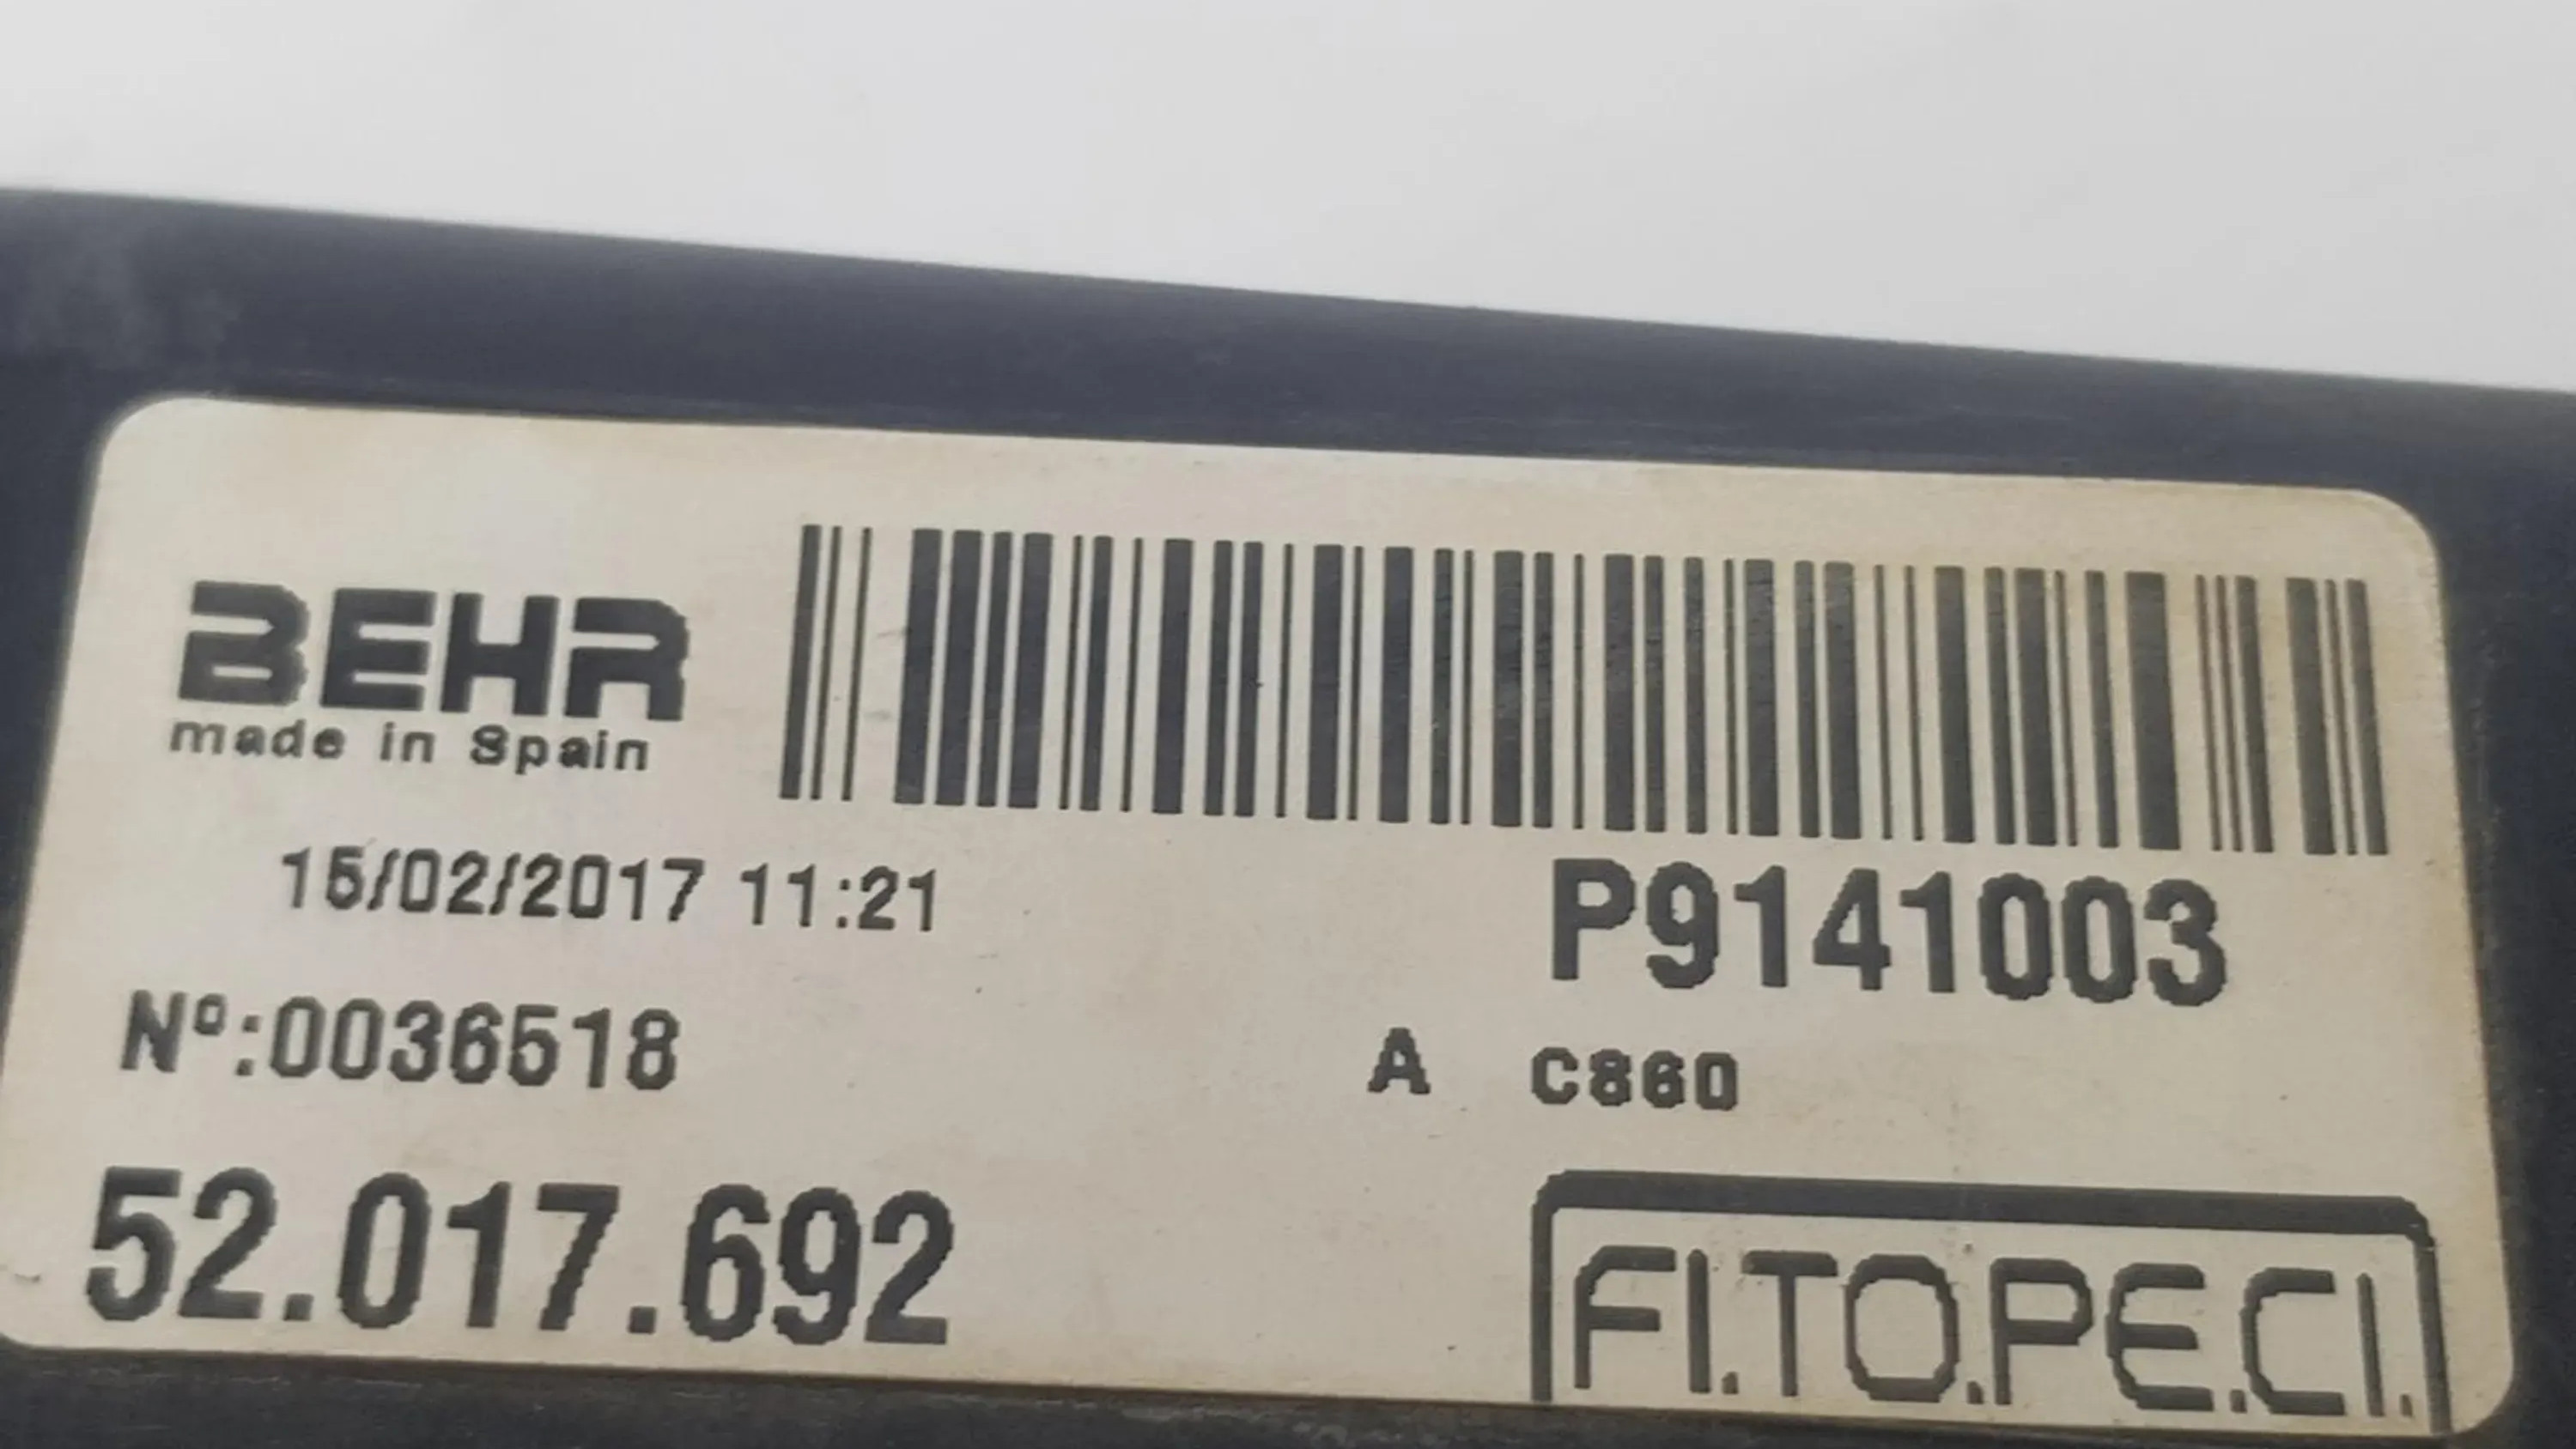 BEHR
made in Spain
15/02/2017 11:21
P9141003
Nº:0036518
A C860
52.017.692
FI.TO.PE.CI.